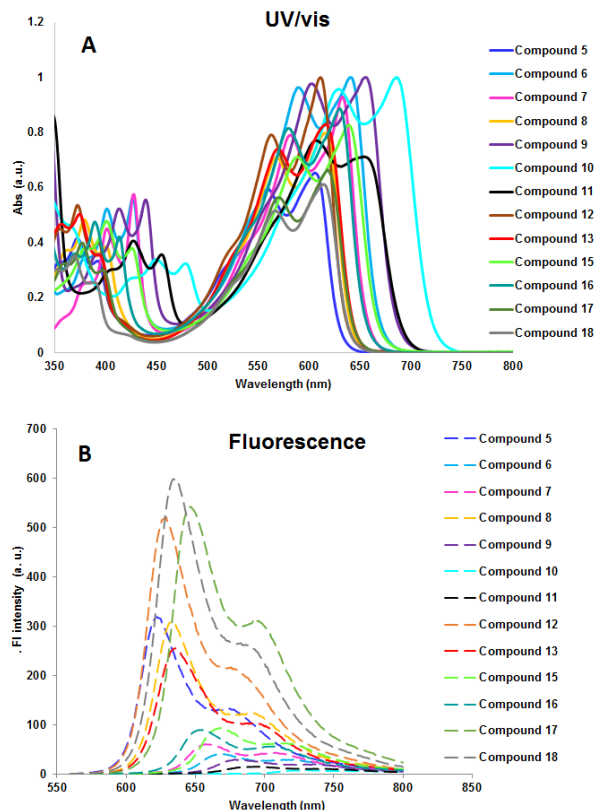 UV/vis
A
Abs (a.u.)
1
0.8
0.6
0.4
0.2
0
350 400 450 500 550 600 650 700 750 800
Wavelength (nm)
Compound 5
Compound 6
Compound 7
Compound 8
Compound 9
Compound 10
Compound 11
Compound 12
Compound 13
Compound 15
Compound 16
Compound 17
Compound 18
B
Fluorescence
. FI intensity (a. u.)
700
600
500
400
300
200
100
0
550 600 650 700 750 800 850
Wavelength (nm)
Compound 5
Compound 6
Compound 7
Compound 8
Compound 9
Compound 10
Compound 11
Compound 12
Compound 13
Compound 15
Compound 16
Compound 17
Compound 18